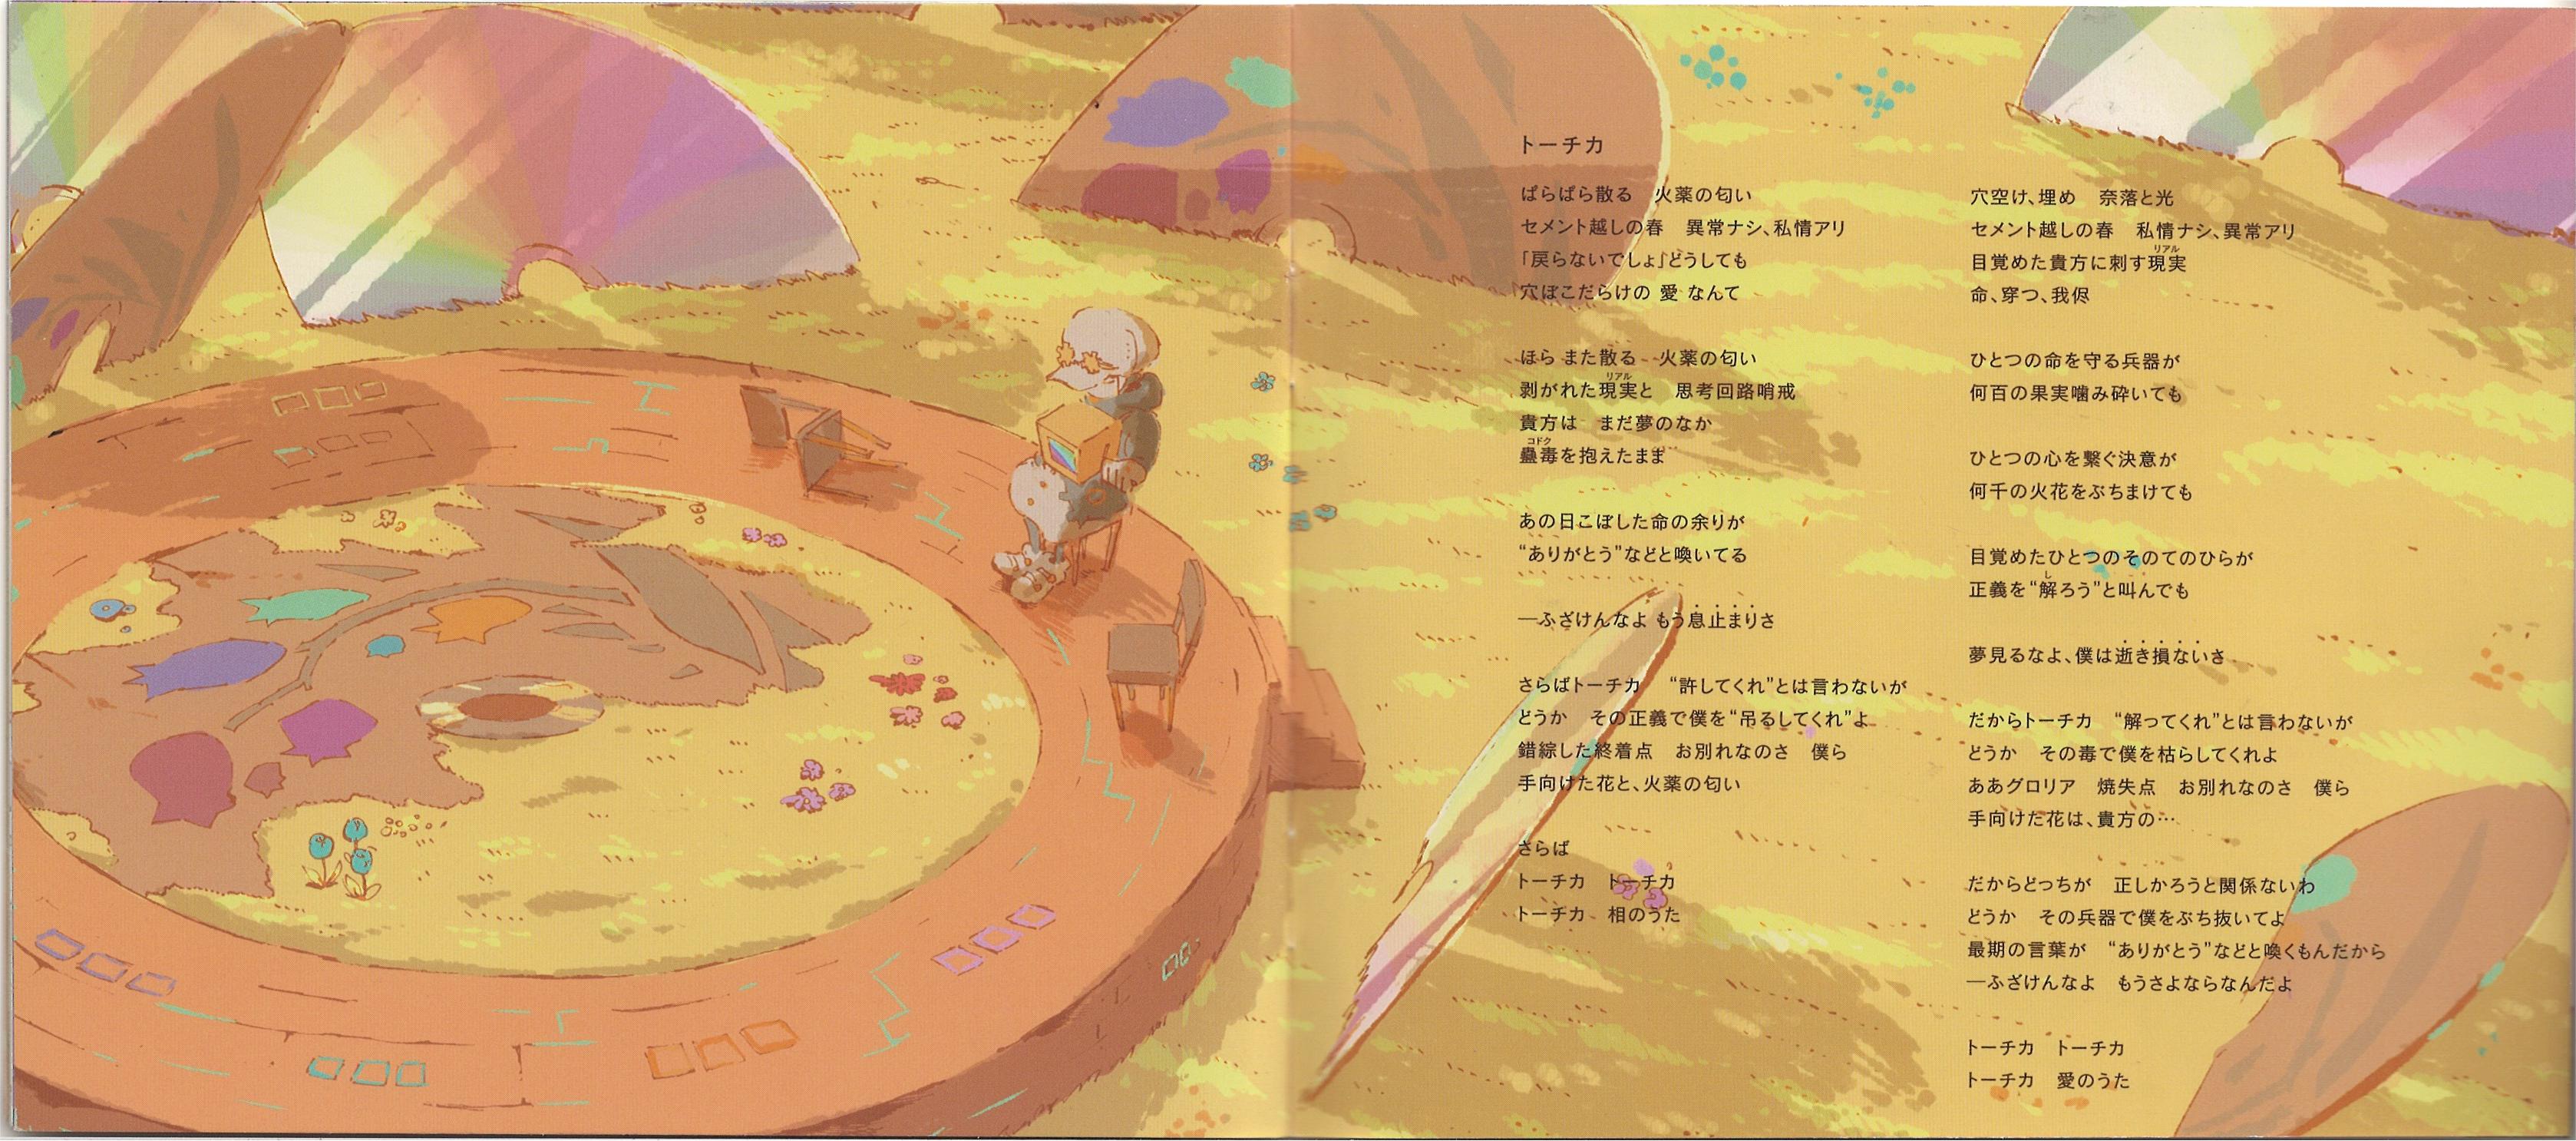 トーチカ
ぱらぱら散る　火薬の匂い
セメント越しの春　異常ナシ、私情アリ
「戻らないでしょ」どうしても
穴ぼこだらけの 愛 なんて
ほら また散る　火薬の匂い
リアル
剥がれた現実と　思考回路哨戒
貴方は　まだ夢のなか
コドク
蠱毒を抱えたまま
あの日こぼした命の余りが
“ありがとう”などと喚いてる
―ふざけんなよ もう息止まりさ
さらばトーチカ　“許してくれ”とは言わないが
どうか　その正義で僕を“吊るしてくれ”よ
錯綜した終着点　お別れなのさ　僕ら
手向けた花と、火薬の匂い
さらば
トーチカ　トーチカ
トーチカ　相のうた
穴空け、埋め　奈落と光
セメント越しの春　私情ナシ、異常アリ
リアル
目覚めた貴方に刺す現実
命、穿つ、我侭
ひとつの命を守る兵器が
何百の果実噛み砕いても
ひとつの心を繋ぐ決意が
何千の火花をぶちまけても
目覚めたひとつのそのてのひらが
し
正義を“解ろう”と叫んでも
夢見るなよ、僕は逝き損ないさ
だからトーチカ　“解ってくれ”とは言わないが
どうか　その毒で僕を枯らしてくれよ
ああグロリア　焼失点　お別れなのさ　僕ら
手向けた花は、貴方の…
だからどっちが　正しかろうと関係ないわ
どうか　その兵器で僕をぶち抜いてよ
最期の言葉が　“ありがとう”などと喚くもんだから
―ふざけんなよ　もうさよならなんだよ
トーチカ　トーチカ
トーチカ　愛のうた